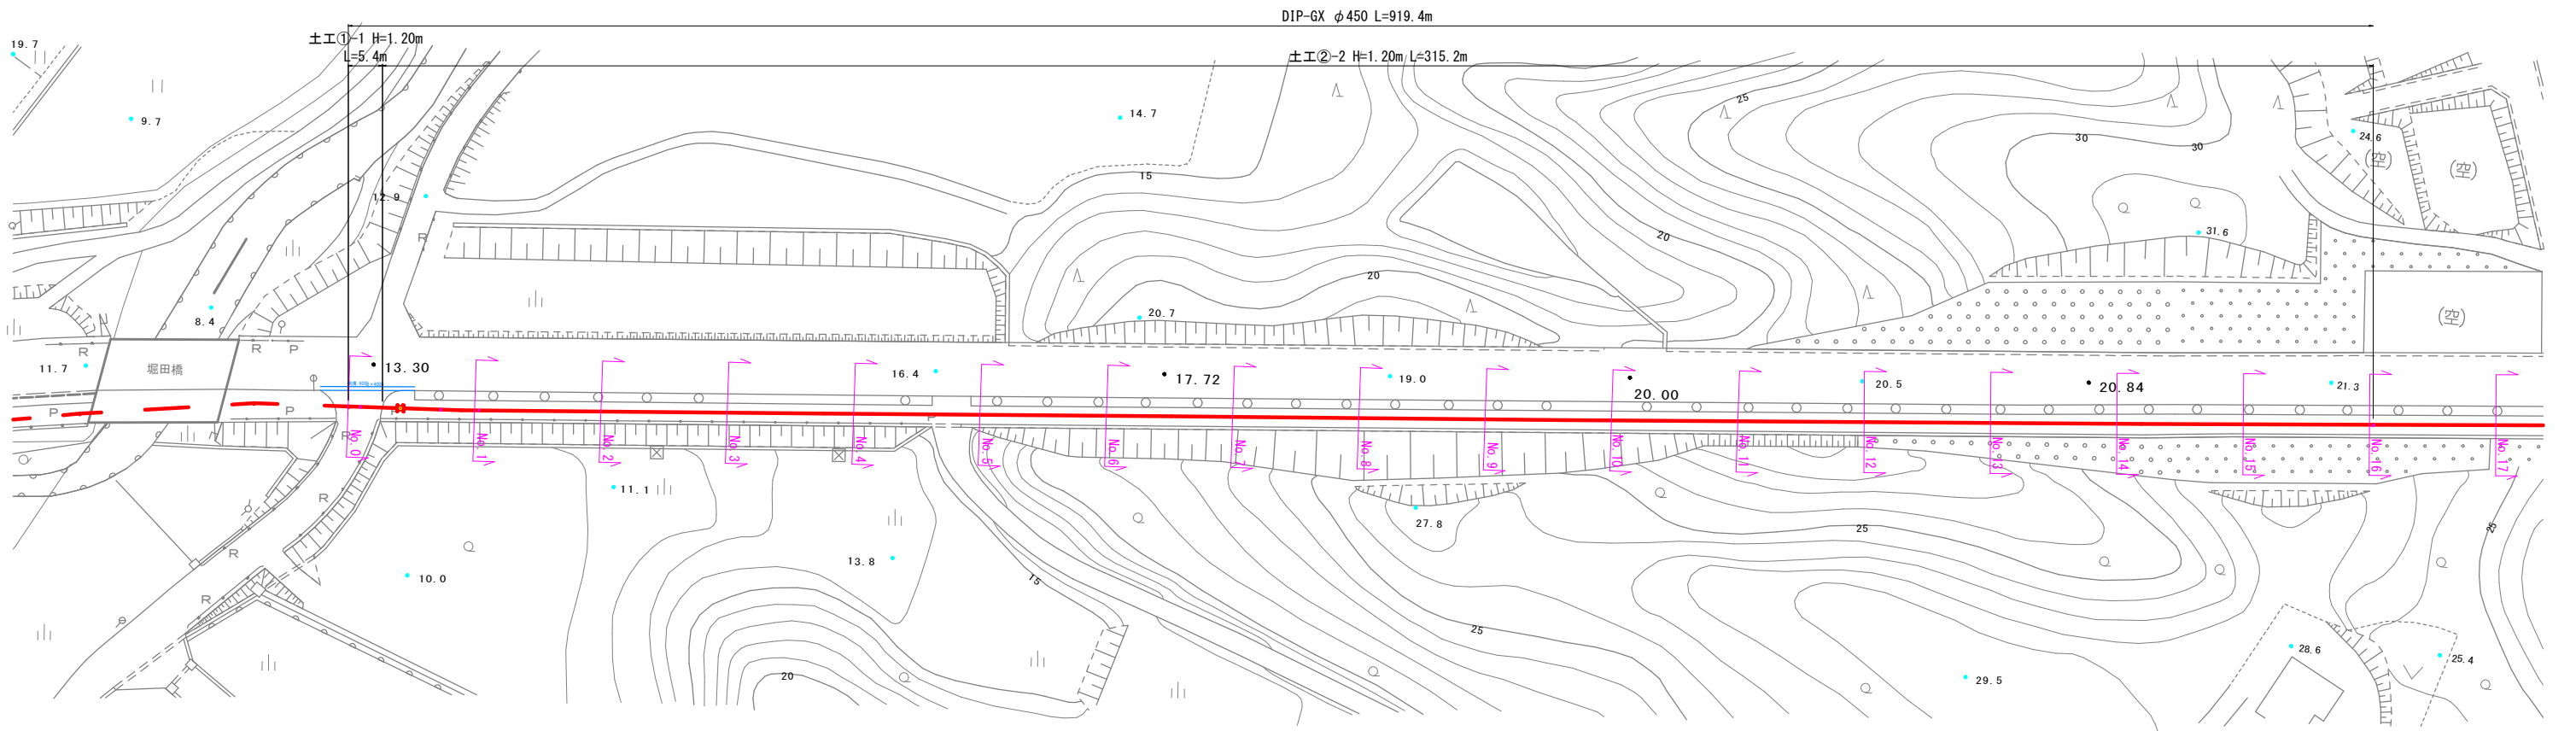 DIP-GX φ450 L=919.4m
土工①-1 H=1.20m
L=5.4m
土工②-2 H=1.20m L=315.2m
19.7
9.7
12.9
14.7
15
25
30
30
24.6
(空)
(空)
31.6
20
20
R
8.4
20.7
(空)
R
R
P
11.7
堀田橋
13.30
16.4
17.72
19.0
20.00
20.5
20.84
21.3
P
P
P
R
No.0
No.1
No.2
No.3
No.4
No.5
No.6
No.7
No.8
No.9
No.10
No.11
No.12
No.13
No.14
No.15
No.16
No.17
R
11.1
27.8
25
25
R
13.8
10.0
15
R
25
28.6
25.4
20
29.5